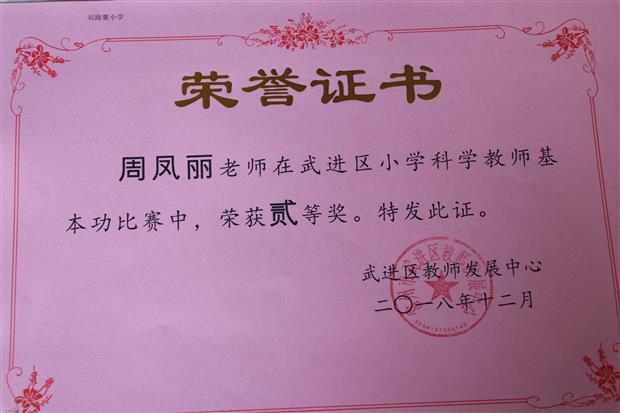 刘海粟小学
荣誉证书
周凤丽老师在武进区小学科学教师基
本功比赛中，荣获贰等奖。特发此证。
武进区教师发展中心
二〇一八年十二月